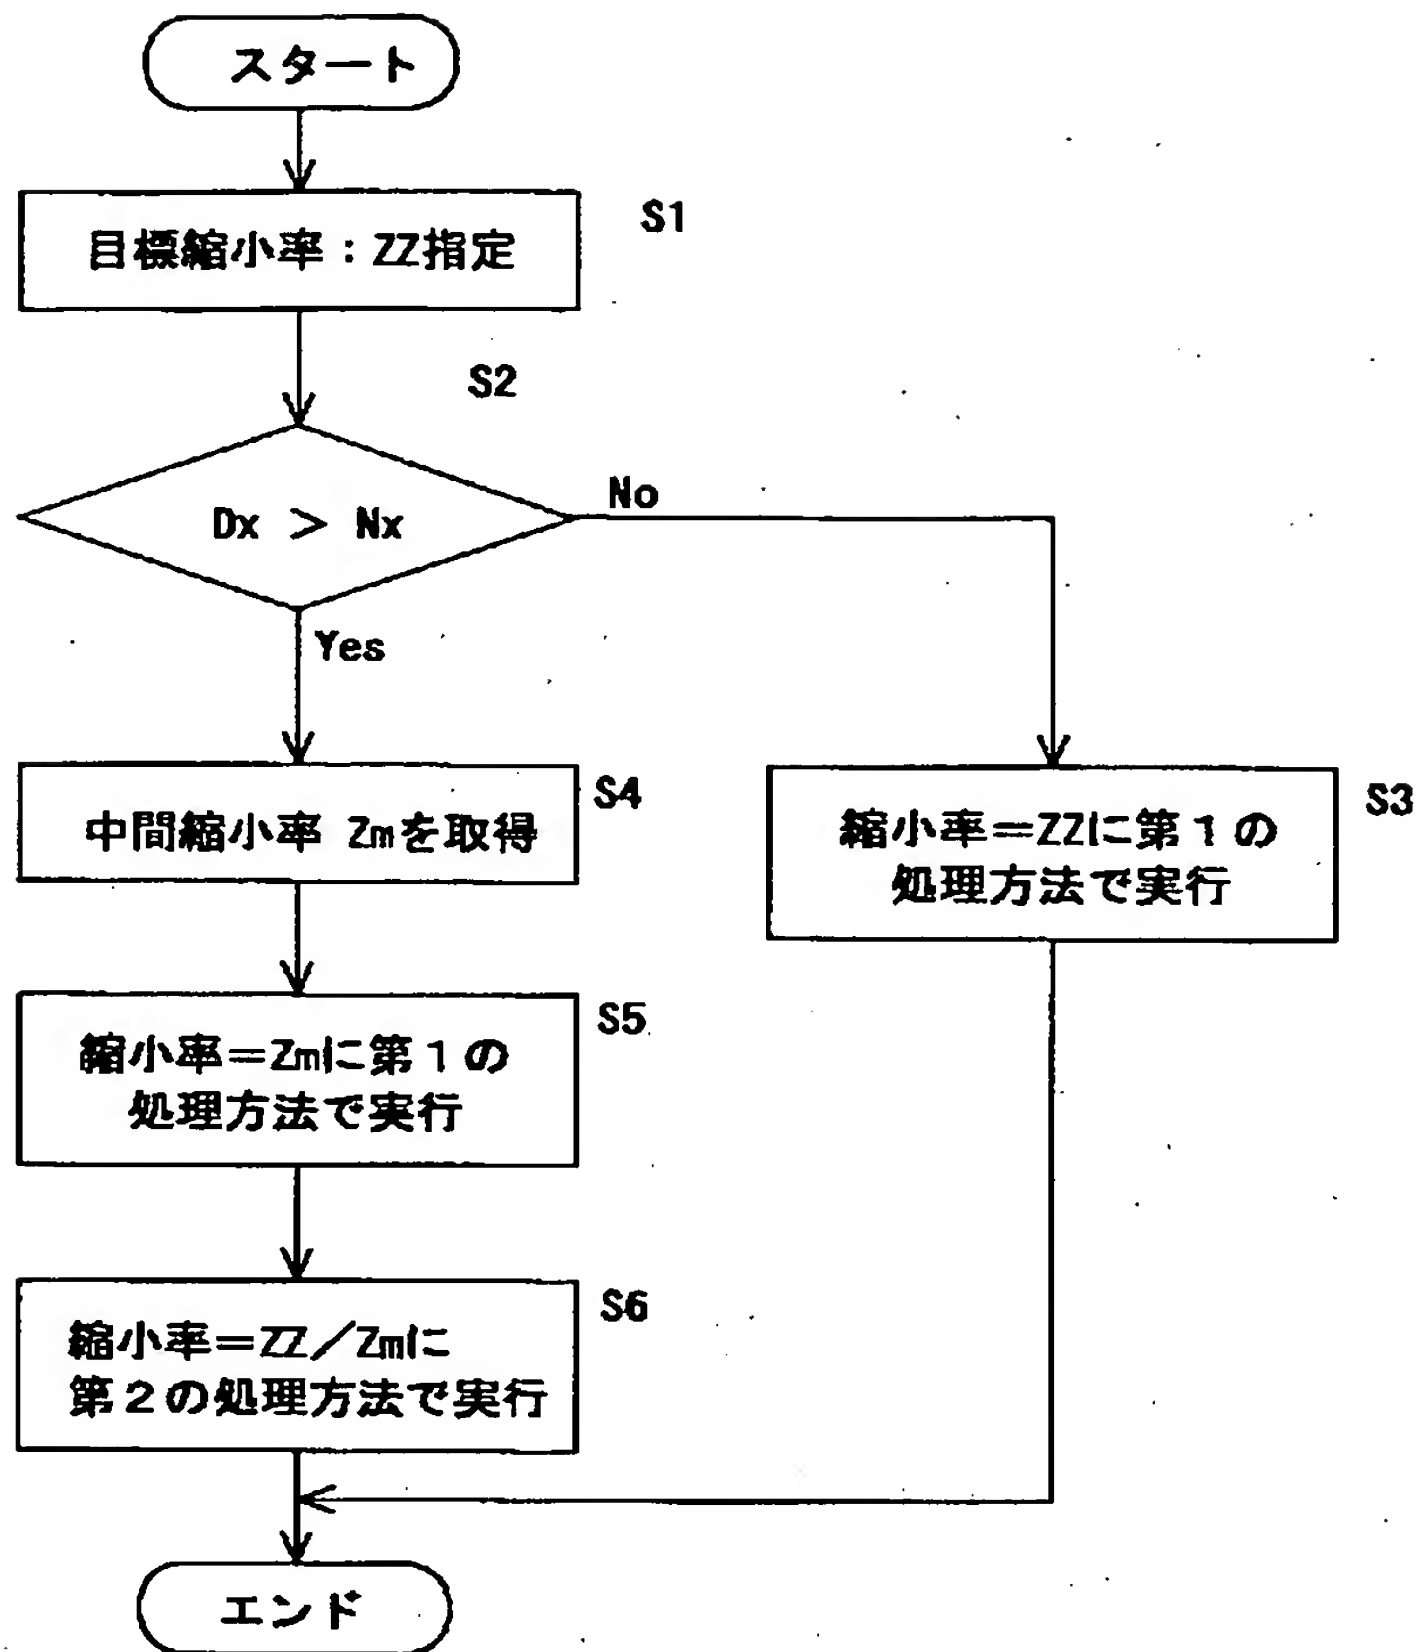 スタート
S1
目標縮小率:ZZ指定
S2
Dx > Nx
No
Yes
S4
中間縮小率 Zmを取得
S3
縮小率=ZZに第1の
処理方法で実行
S5
縮小率=Zmに第1の
処理方法で実行
S6
縮小率=ZZ/Zmに
第2の処理方法で実行
エンド